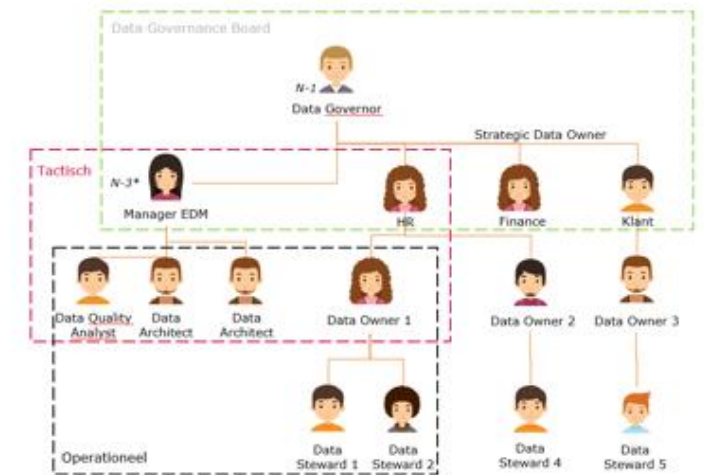 Data Governance Board
N-1
Data Governor
Strategic Data Owner
Tactisch
N-3*
Manager EDM
HR
Finance
Klant
Data Quality
Analyst
Data
Architect
Data
Architect
Data Owner 1
Data Owner 2
Data Owner 3
Operationeel
Data
Steward 1
Data
Steward 2
Data
Steward 4
Data
Steward 5